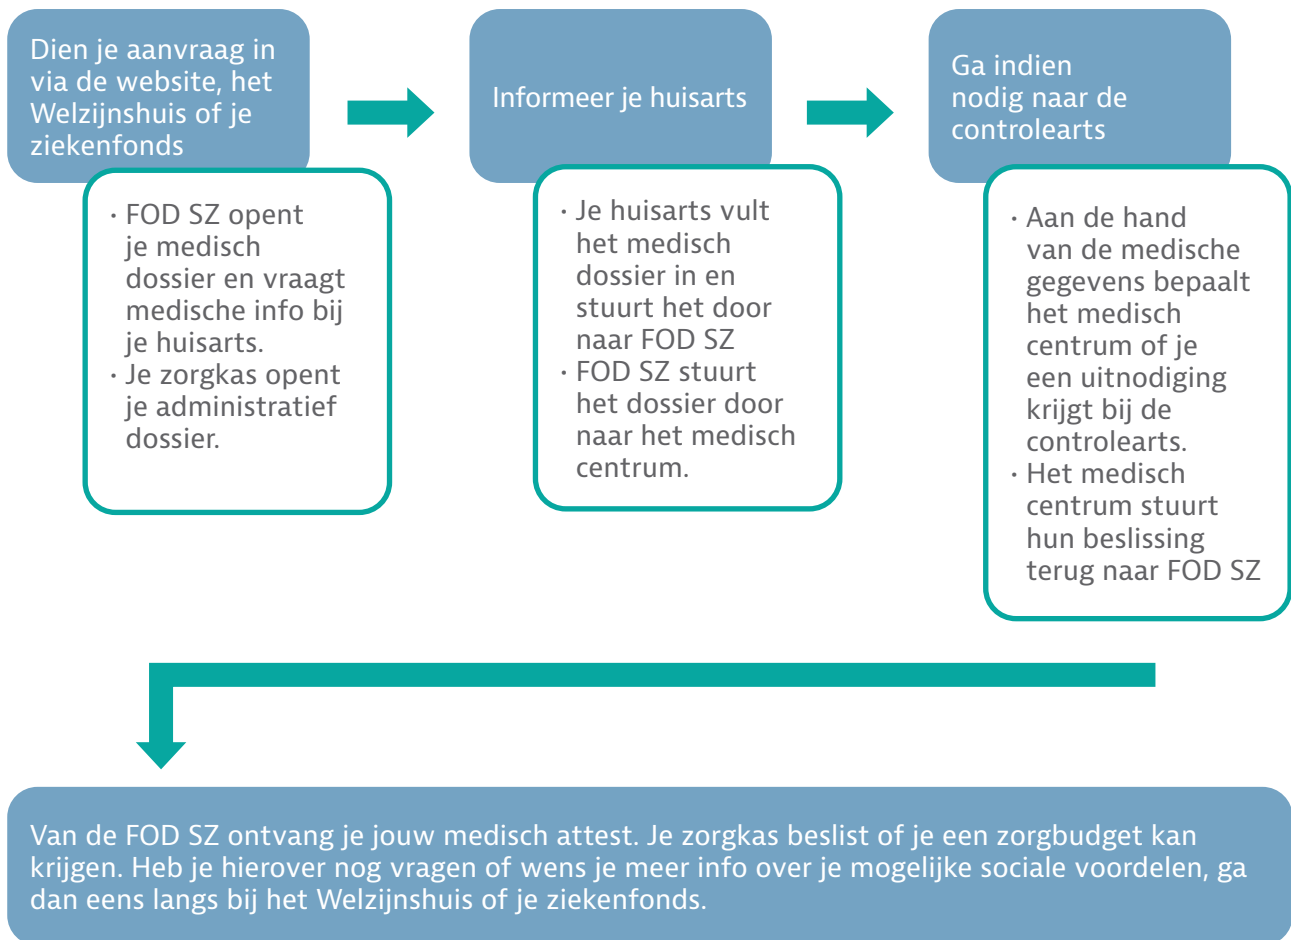 Dien je aanvraag in
via de website, het
Welzijnshuis of je
ziekenfonds
· FOD SZ opent
je medisch
dossier en vraagt
medische info bij
je huisarts.
· Je zorgkas opent
je administratief
dossier.
Informeer je huisarts
· Je huisarts vult
het medisch
dossier in en
stuurt het door
naar FOD SZ
· FOD SZ stuurt
het dossier door
naar het medisch
centrum.
Ga indien
nodig naar de
controlearts
· Aan de hand
van de medische
gegevens bepaalt
het medisch
centrum of je
een uitnodiging
krijgt bij de
controlearts.
· Het medisch
centrum stuurt
hun beslissing
terug naar FOD SZ
Van de FOD SZ ontvang je jouw medisch attest. Je zorgkas beslist of je een zorgbudget kan
krijgen. Heb je hierover nog vragen of wens je meer info over je mogelijke sociale voordelen, ga
dan eens langs bij het Welzijnshuis of je ziekenfonds.